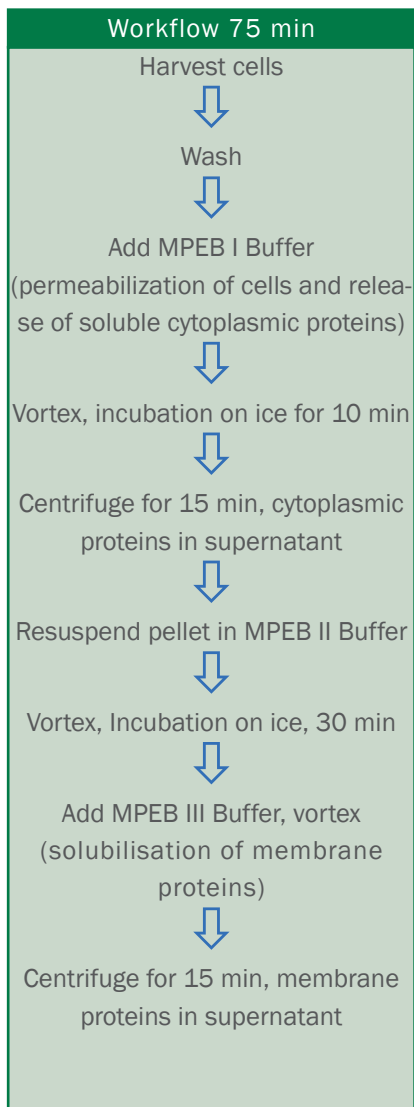 Workflow 75 min
Harvest cells
Wash
Add MPEB I Buffer
(permeabilization of cells and relea-
se of soluble cytoplasmic proteins)
Vortex, incubation on ice for 10 min
Centrifuge for 15 min, cytoplasmic
proteins in supernatant
Resuspend pellet in MPEB II Buffer
Vortex, Incubation on ice, 30 min
Add MPEB III Buffer, vortex
(solubilisation of membrane
proteins)
Centrifuge for 15 min, membrane
proteins in supernatant